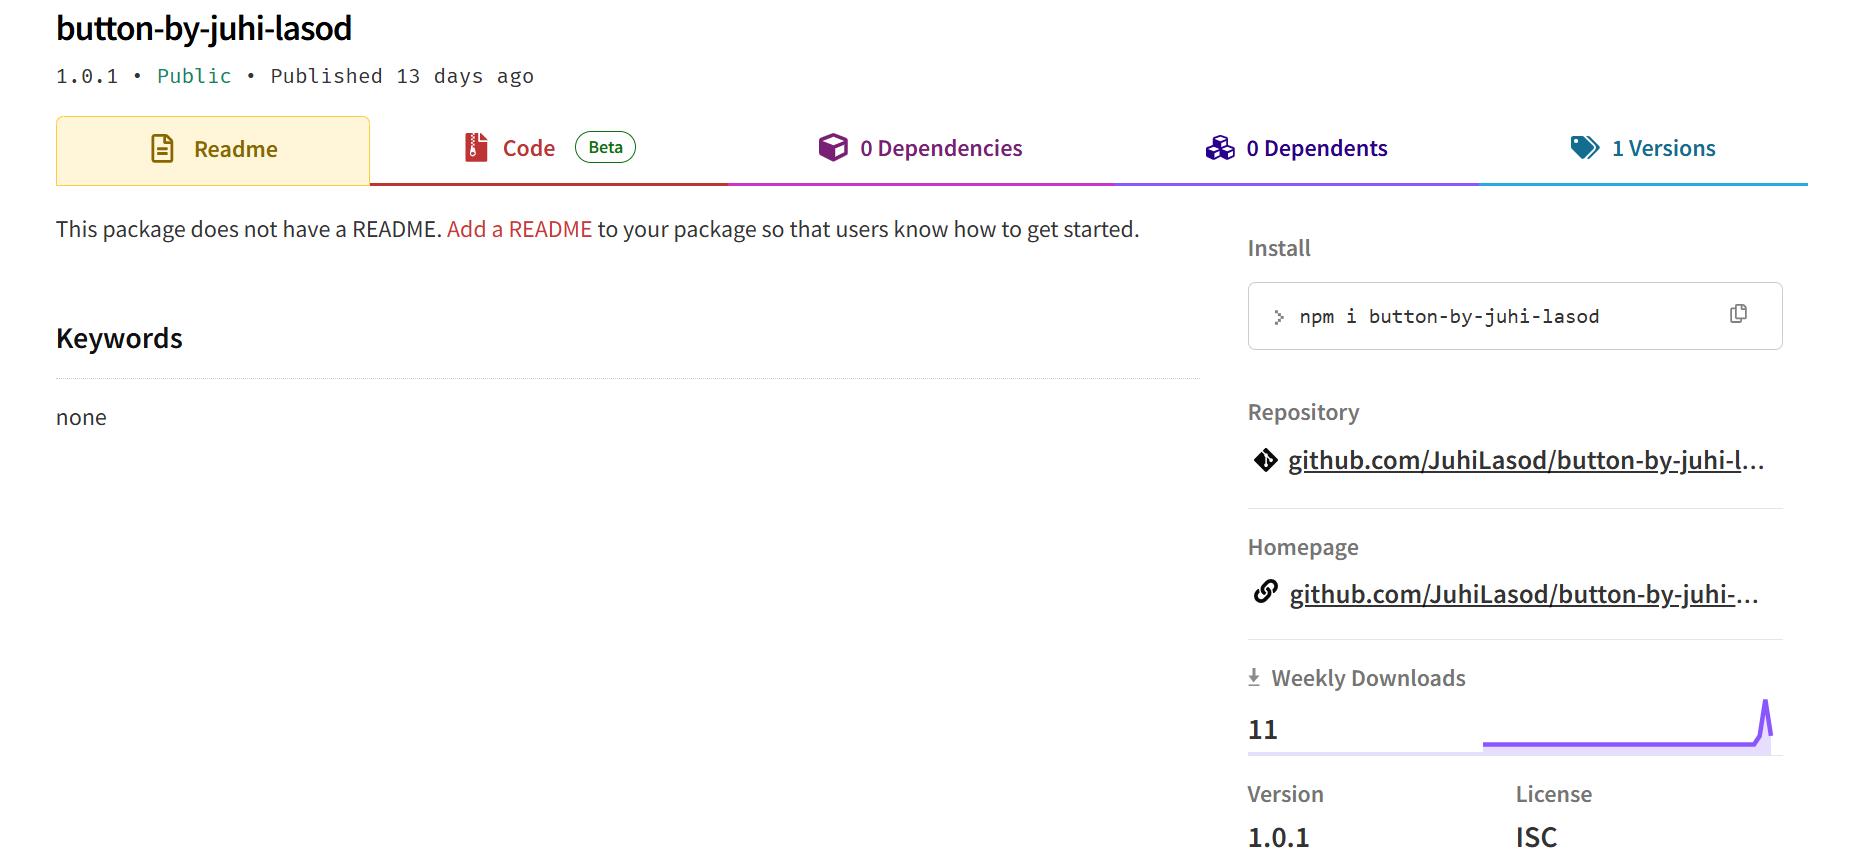 button-by-juhi-lasod
1.0.1 • Public • Published 13 days ago
Readme
Code Beta
0 Dependencies
0 Dependents
1 Versions
This package does not have a README. Add a README to your package so that users know how to get started.
Keywords
none
Install
> npm i button-by-juhi-lasod
Repository
github.com/JuhiLasod/button-by-juhi-l...
Homepage
github.com/JuhiLasod/button-by-juhi-...
Weekly Downloads
11
Version
License
1.0.1
ISC